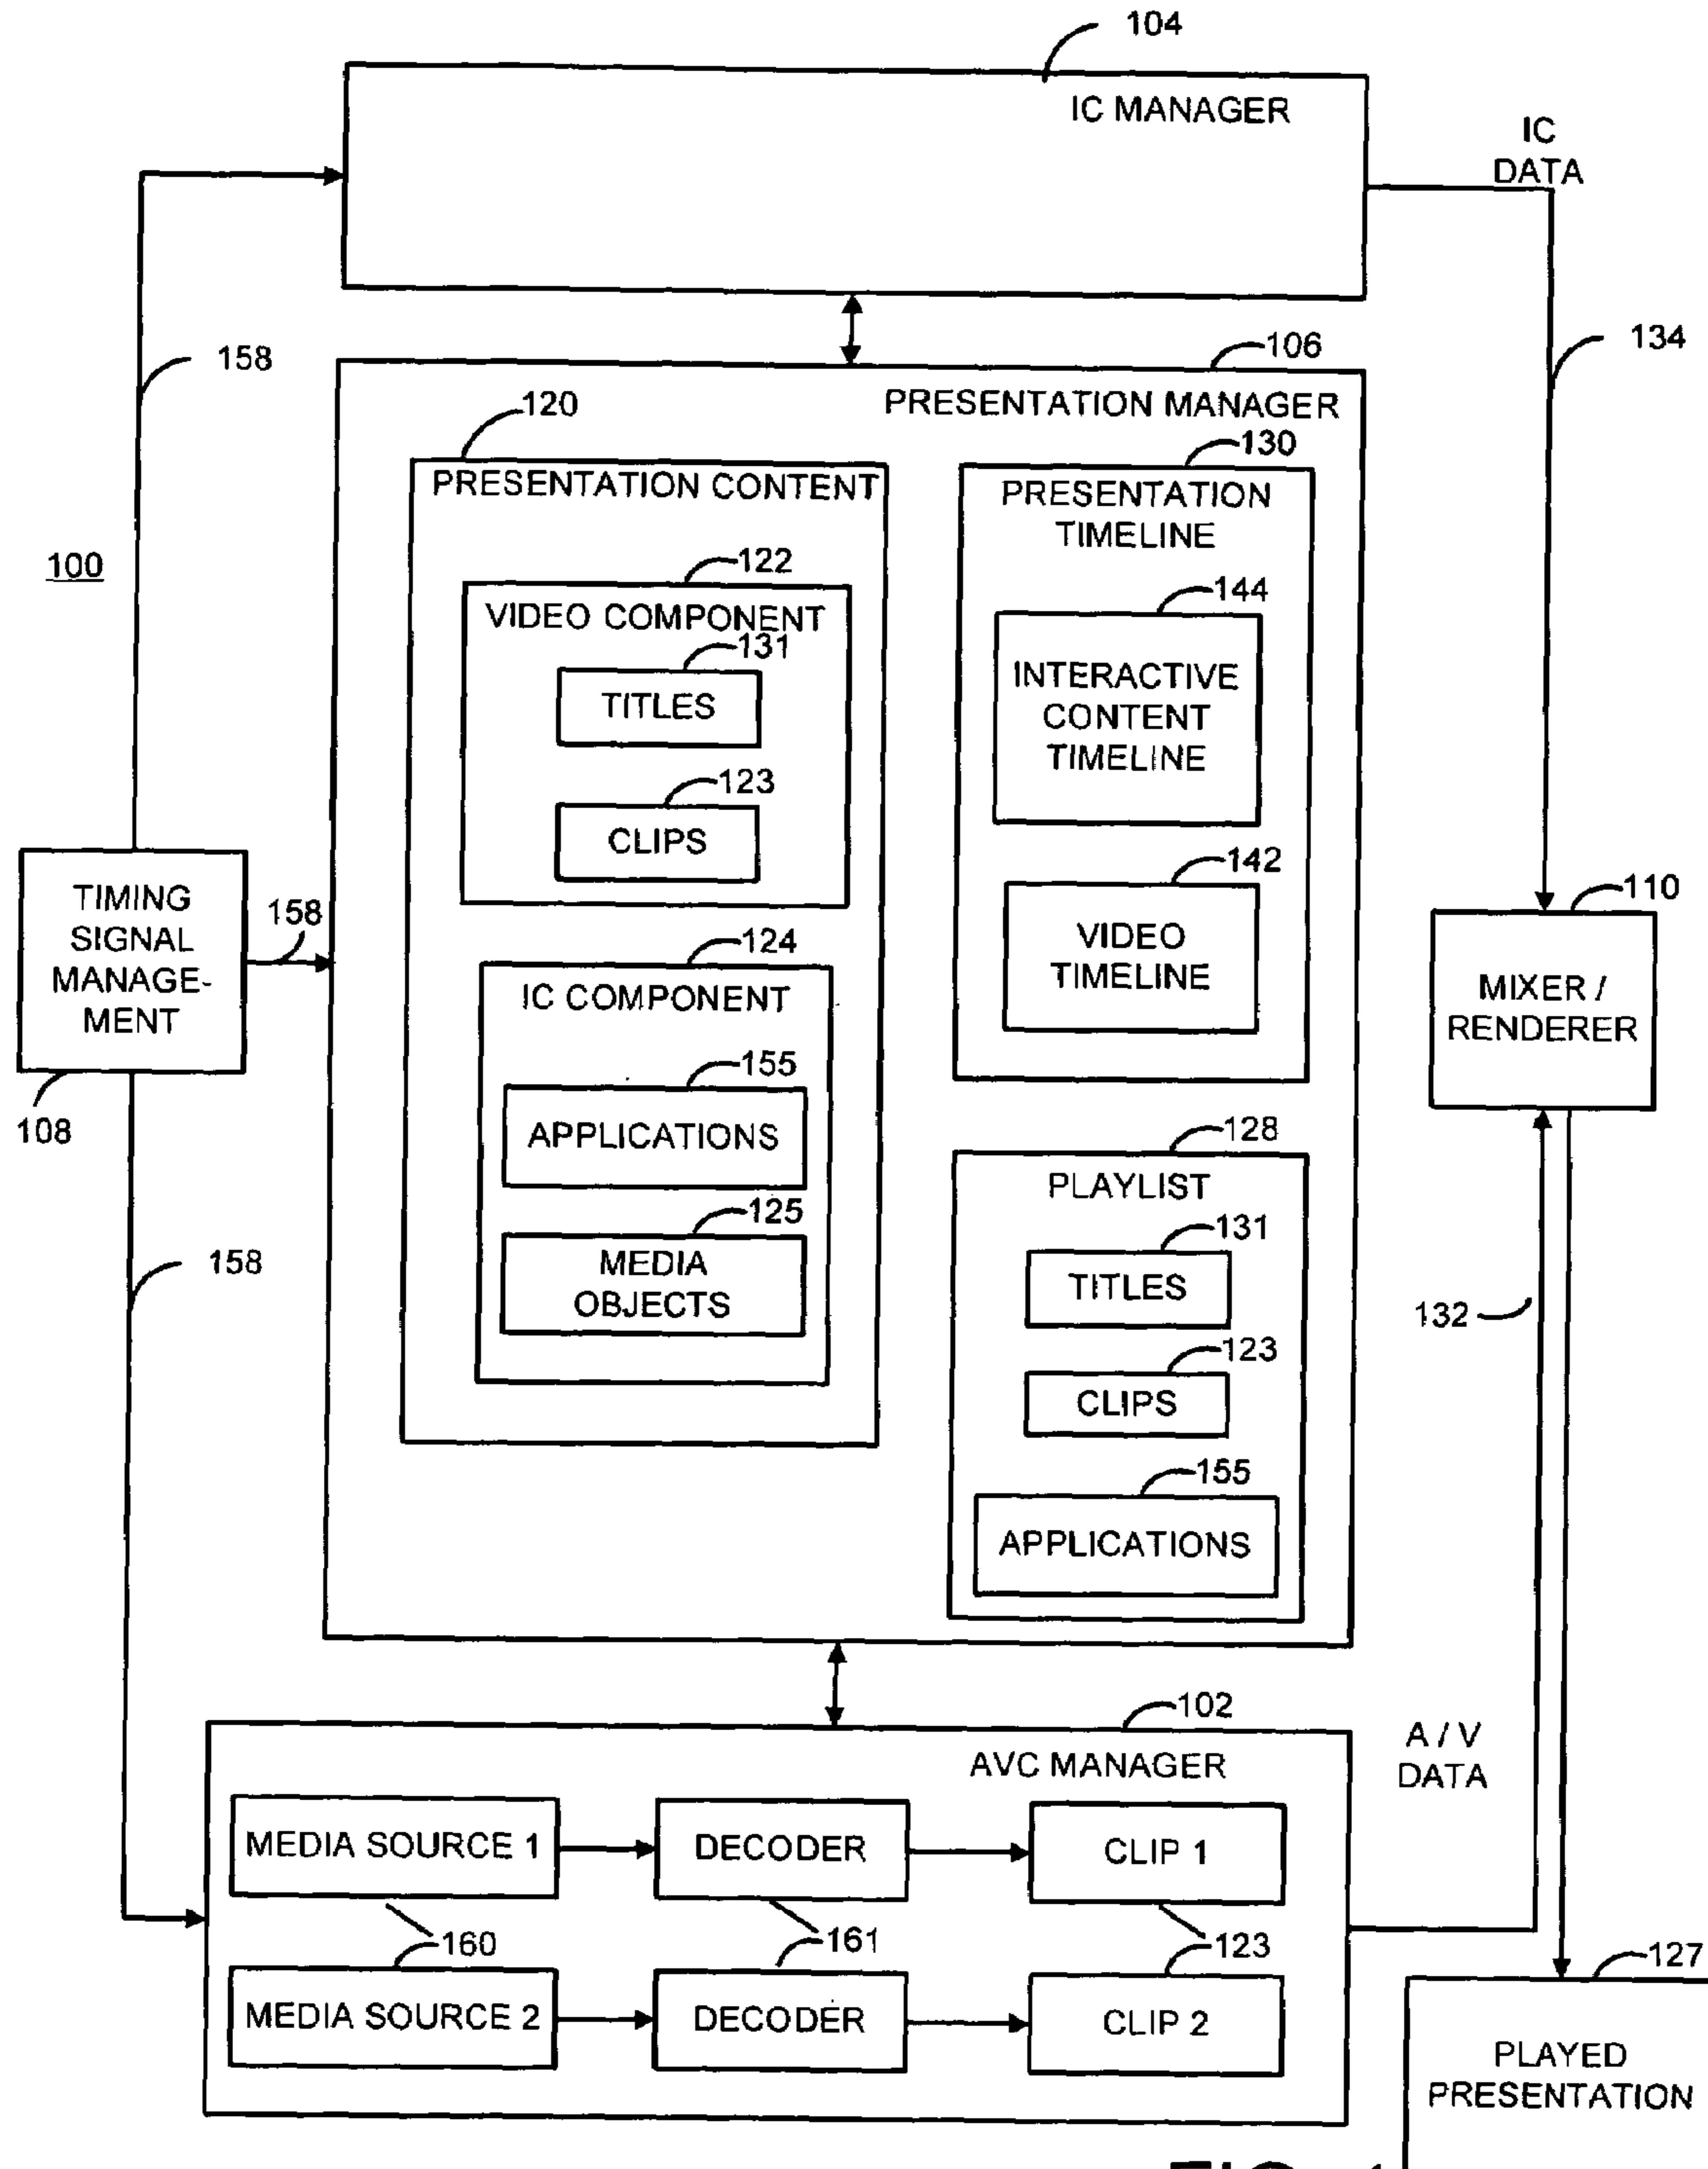 104
IC MANAGER
IC
DATA
134
158
106
PRESENTATION MANAGER
120
PRESENTATION CONTENT
130
PRESENTATION
TIMELINE
100
122
VIDEO COMPONENT
131
TITLES
123
CLIPS
144
INTERACTIVE
CONTENT
TIMELINE
142
VIDEO
TIMELINE
TIMING
SIGNAL
MANAGE-
MENT
108
158
124
IC COMPONENT
155
APPLICATIONS
125
MEDIA
OBJECTS
110
MIXER /
RENDERER
128
PLAYLIST
131
TITLES
123
CLIPS
155
APPLICATIONS
158
132
102
AVC MANAGER
A / V
DATA
MEDIA SOURCE 1
DECODER
CLIP 1
160
161
123
MEDIA SOURCE 2
DECODER
CLIP 2
127
PLAYED
PRESENTATION